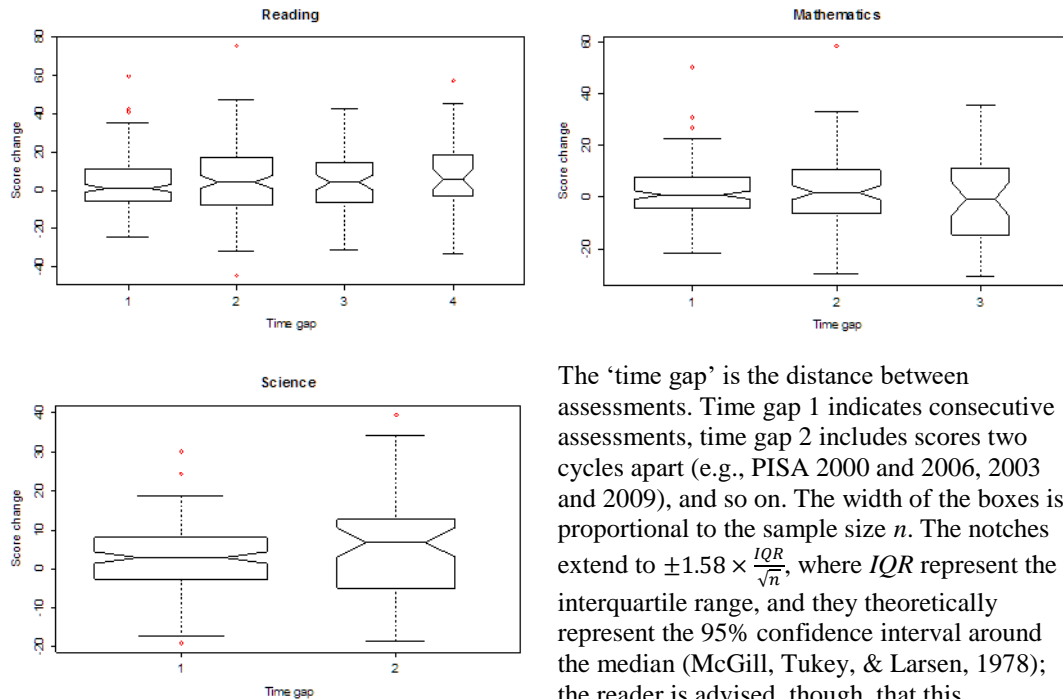 Reading
80
60
40
20
0
-20
-40
Score change
1 2 3 4
Time gap
Mathematics
60
40
20
0
-20
Score change
1 2 3
Time gap
Science
40
30
20
10
0
-10
-20
Score change
1 2
Time gap
The ‘time gap’ is the distance between
assessments. Time gap 1 indicates consecutive
assessments, time gap 2 includes scores two
cycles apart (e.g., PISA 2000 and 2006, 2003
and 2009), and so on. The width of the boxes is
proportional to the sample size n. The notches
extend to ±1.58 × IQR/√n, where IQR represent the
interquartile range, and they theoretically
represent the 95% confidence interval around
the median (McGill, Tukey, & Larsen, 1978);
the reader is advised, though, that this